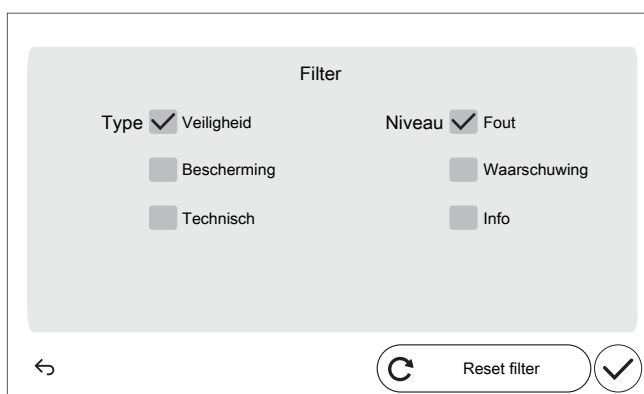 Filter
Type Veiligheid Niveau Fout
Bescherming Waarschuwing
Technisch Info
Reset filter